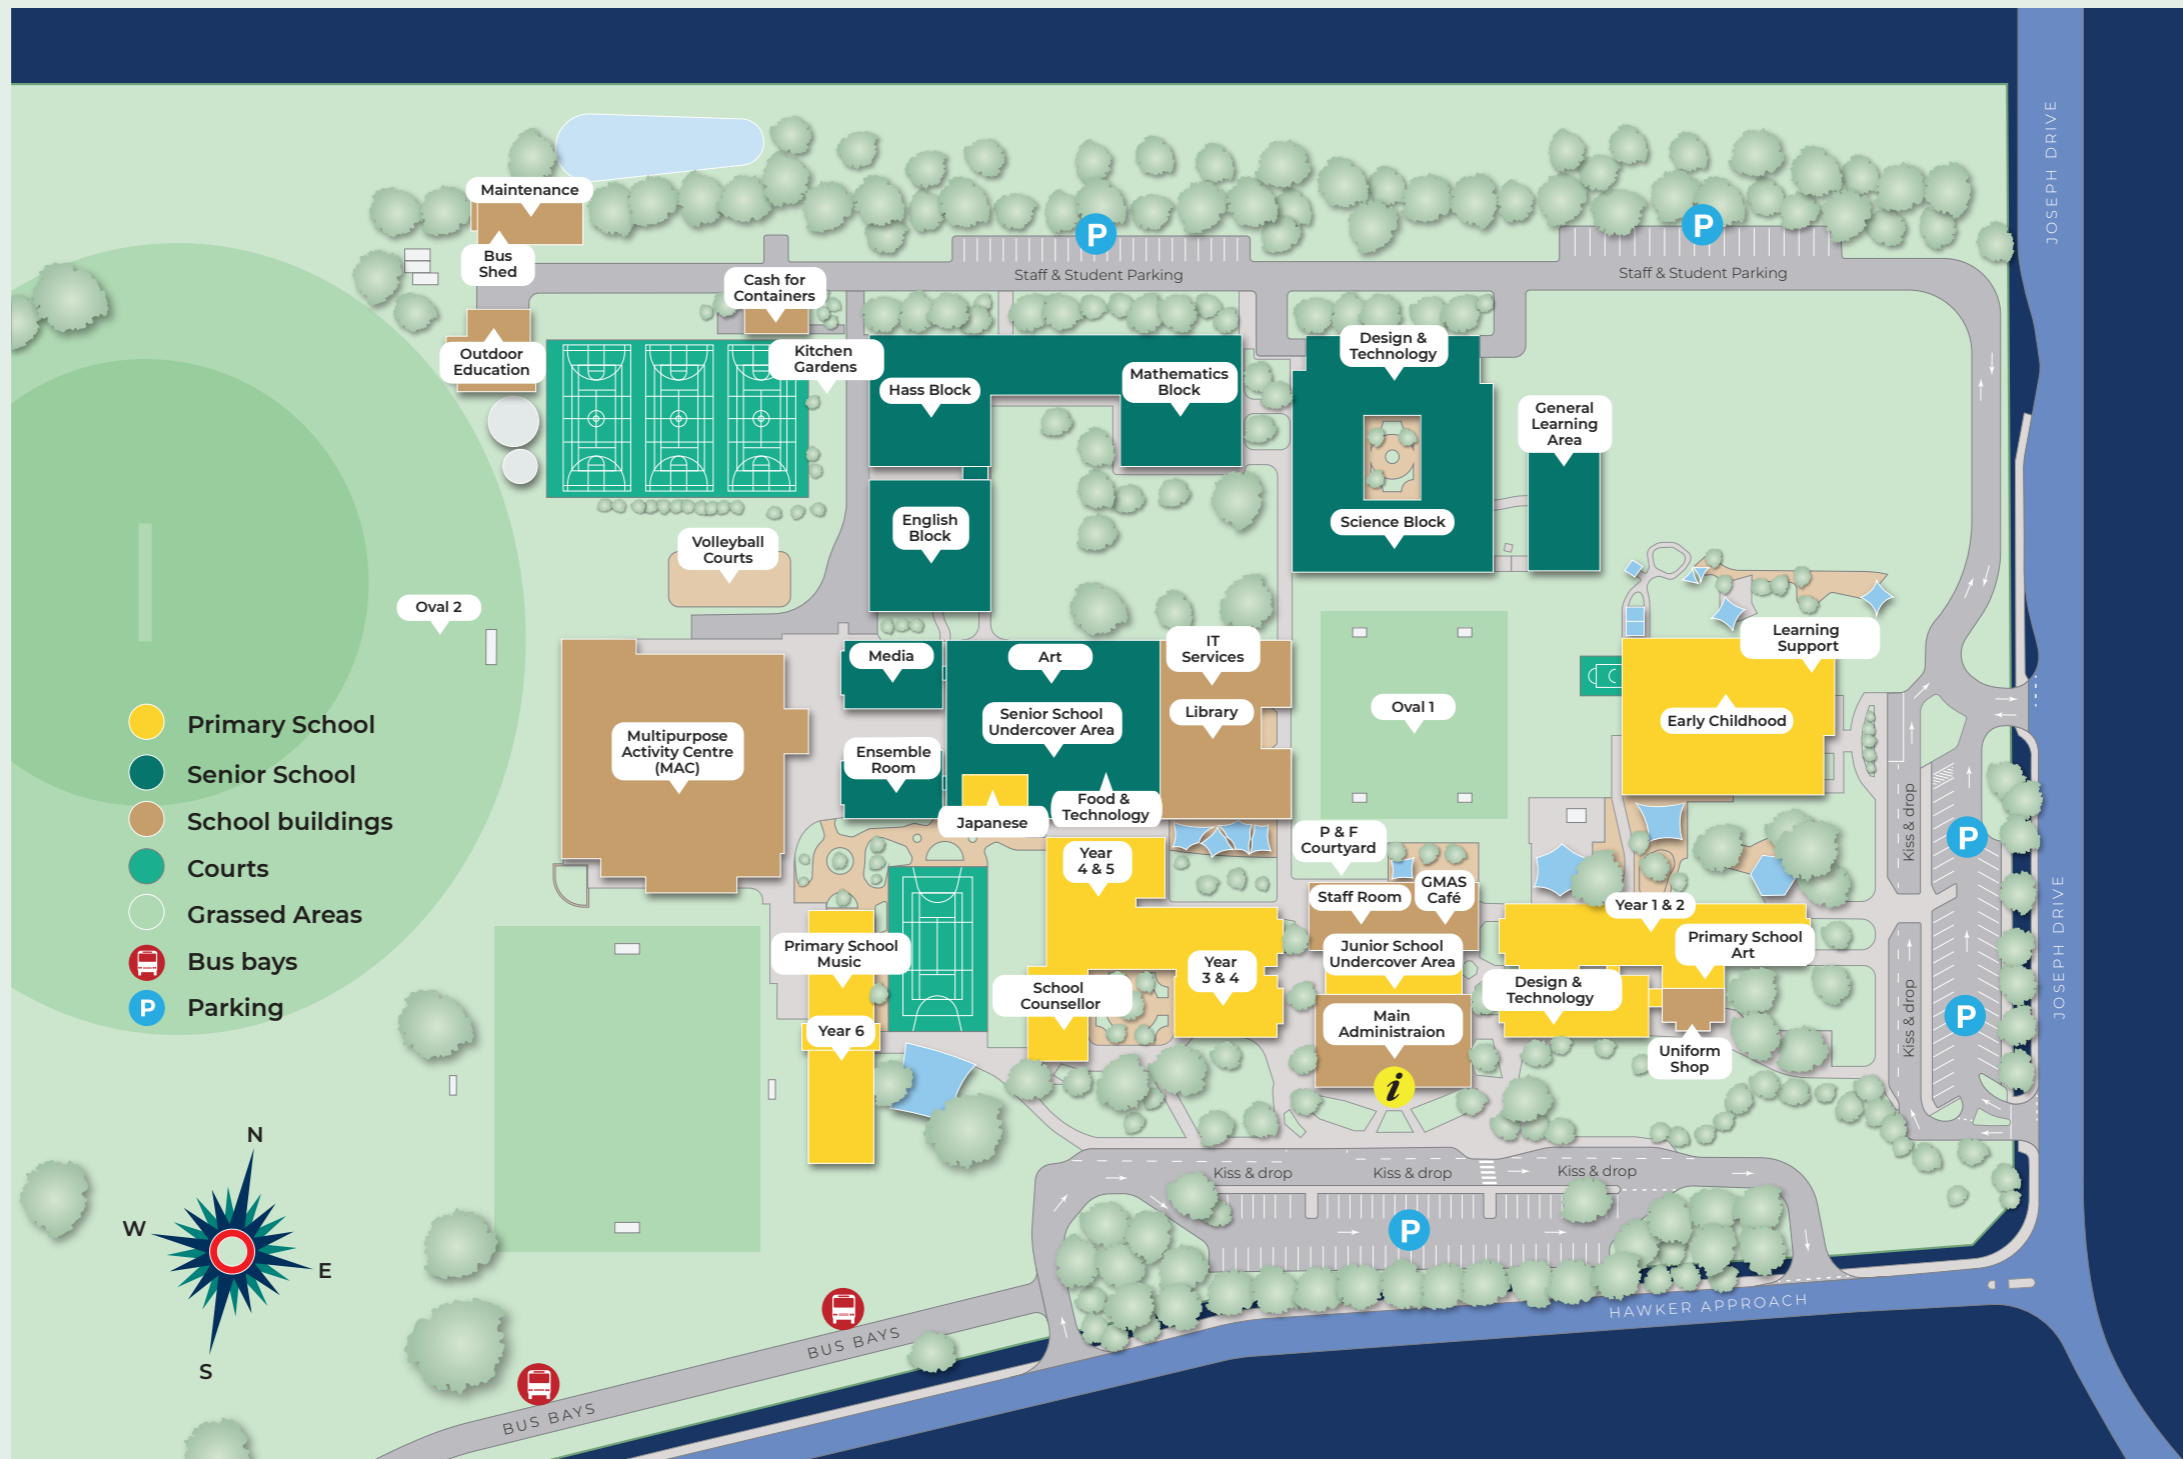 JOSEPH DRIVE
Maintenance
Bus
Shed
P
P
Staff & Student Parking
Staff & Student Parking
Cash for
Containers
Outdoor
Education
Kitchen
Gardens
Hass Block
Mathematics
Block
Design &
Technology
General
Learning
Area
English
Block
Science Block
Volleyball
Courts
Oval 2
Media
Art
IT
Services
Learning
Support
Senior School
Undercover Area
Library
Oval 1
Early Childhood
Multipurpose
Activity Centre
(MAC)
Ensemble
Room
Japanese
Food &
Technology
P & F
Courtyard
Kiss & drop
P
Year
4 & 5
Staff Room
GMAS
Café
Year 1 & 2
Primary School
Music
Junior School
Undercover Area
Primary School
Art
JOSEPH DRIVE
Year
3 & 4
School
Counsellor
Design &
Technology
Main
Administraion
Kiss & drop
P
Year 6
Uniform
Shop
i
Primary School
Senior School
School buildings
Courts
Grassed Areas
Bus bays
P
Parking
N
W
E
S
Kiss & drop
Kiss & drop
Kiss & drop
P
HAWKER APPROACH
BUS BAYS
BUS BAYS